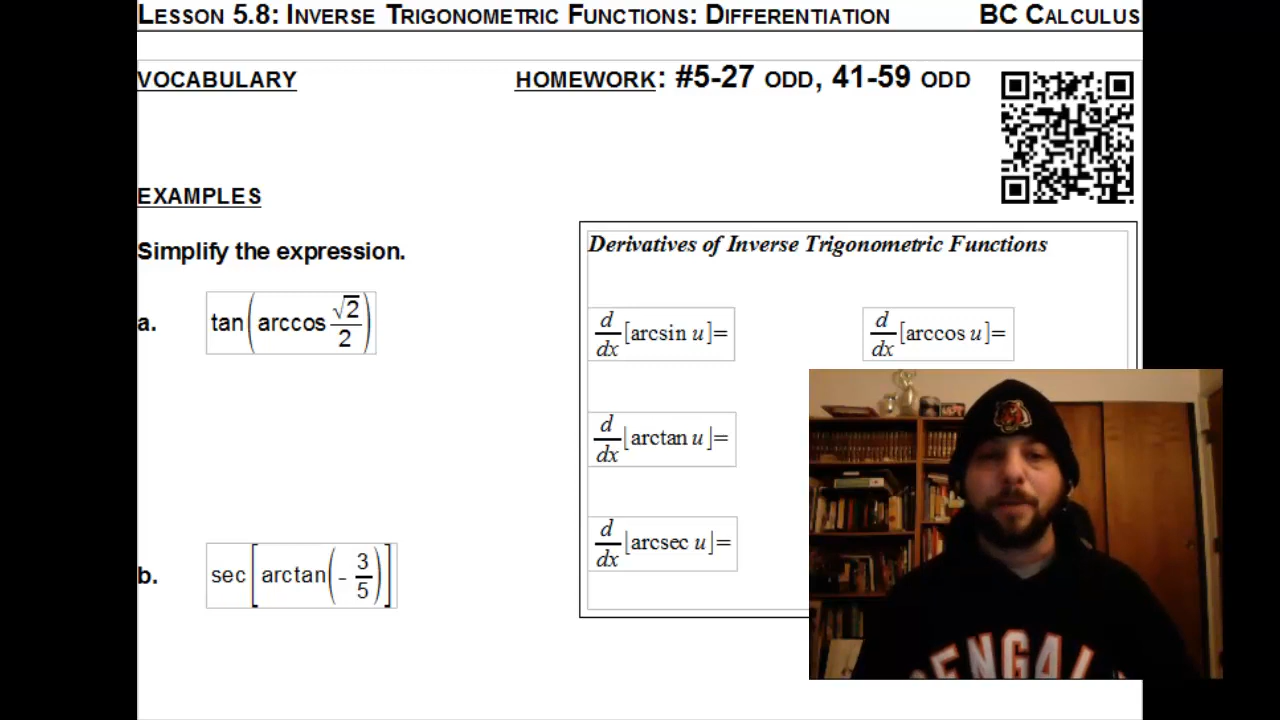 LESSON 5.8: INVERSE TRIGONOMETRIC FUNCTIONS: DIFFERENTIATION BC CALCULUS
VOCABULARY HOMEWORK: #5-27 ODD, 41-59 ODD
EXAMPLES
Simplify the expression.
a. tan(arccos √2/2)
b. sec[arctan(-3/5)]
Derivatives of Inverse Trigonometric Functions
d/dx[arcsin u]= d/dx[arccos u]=
d/dx[arctan u]=
d/dx[arcsec u]=
ENGAL